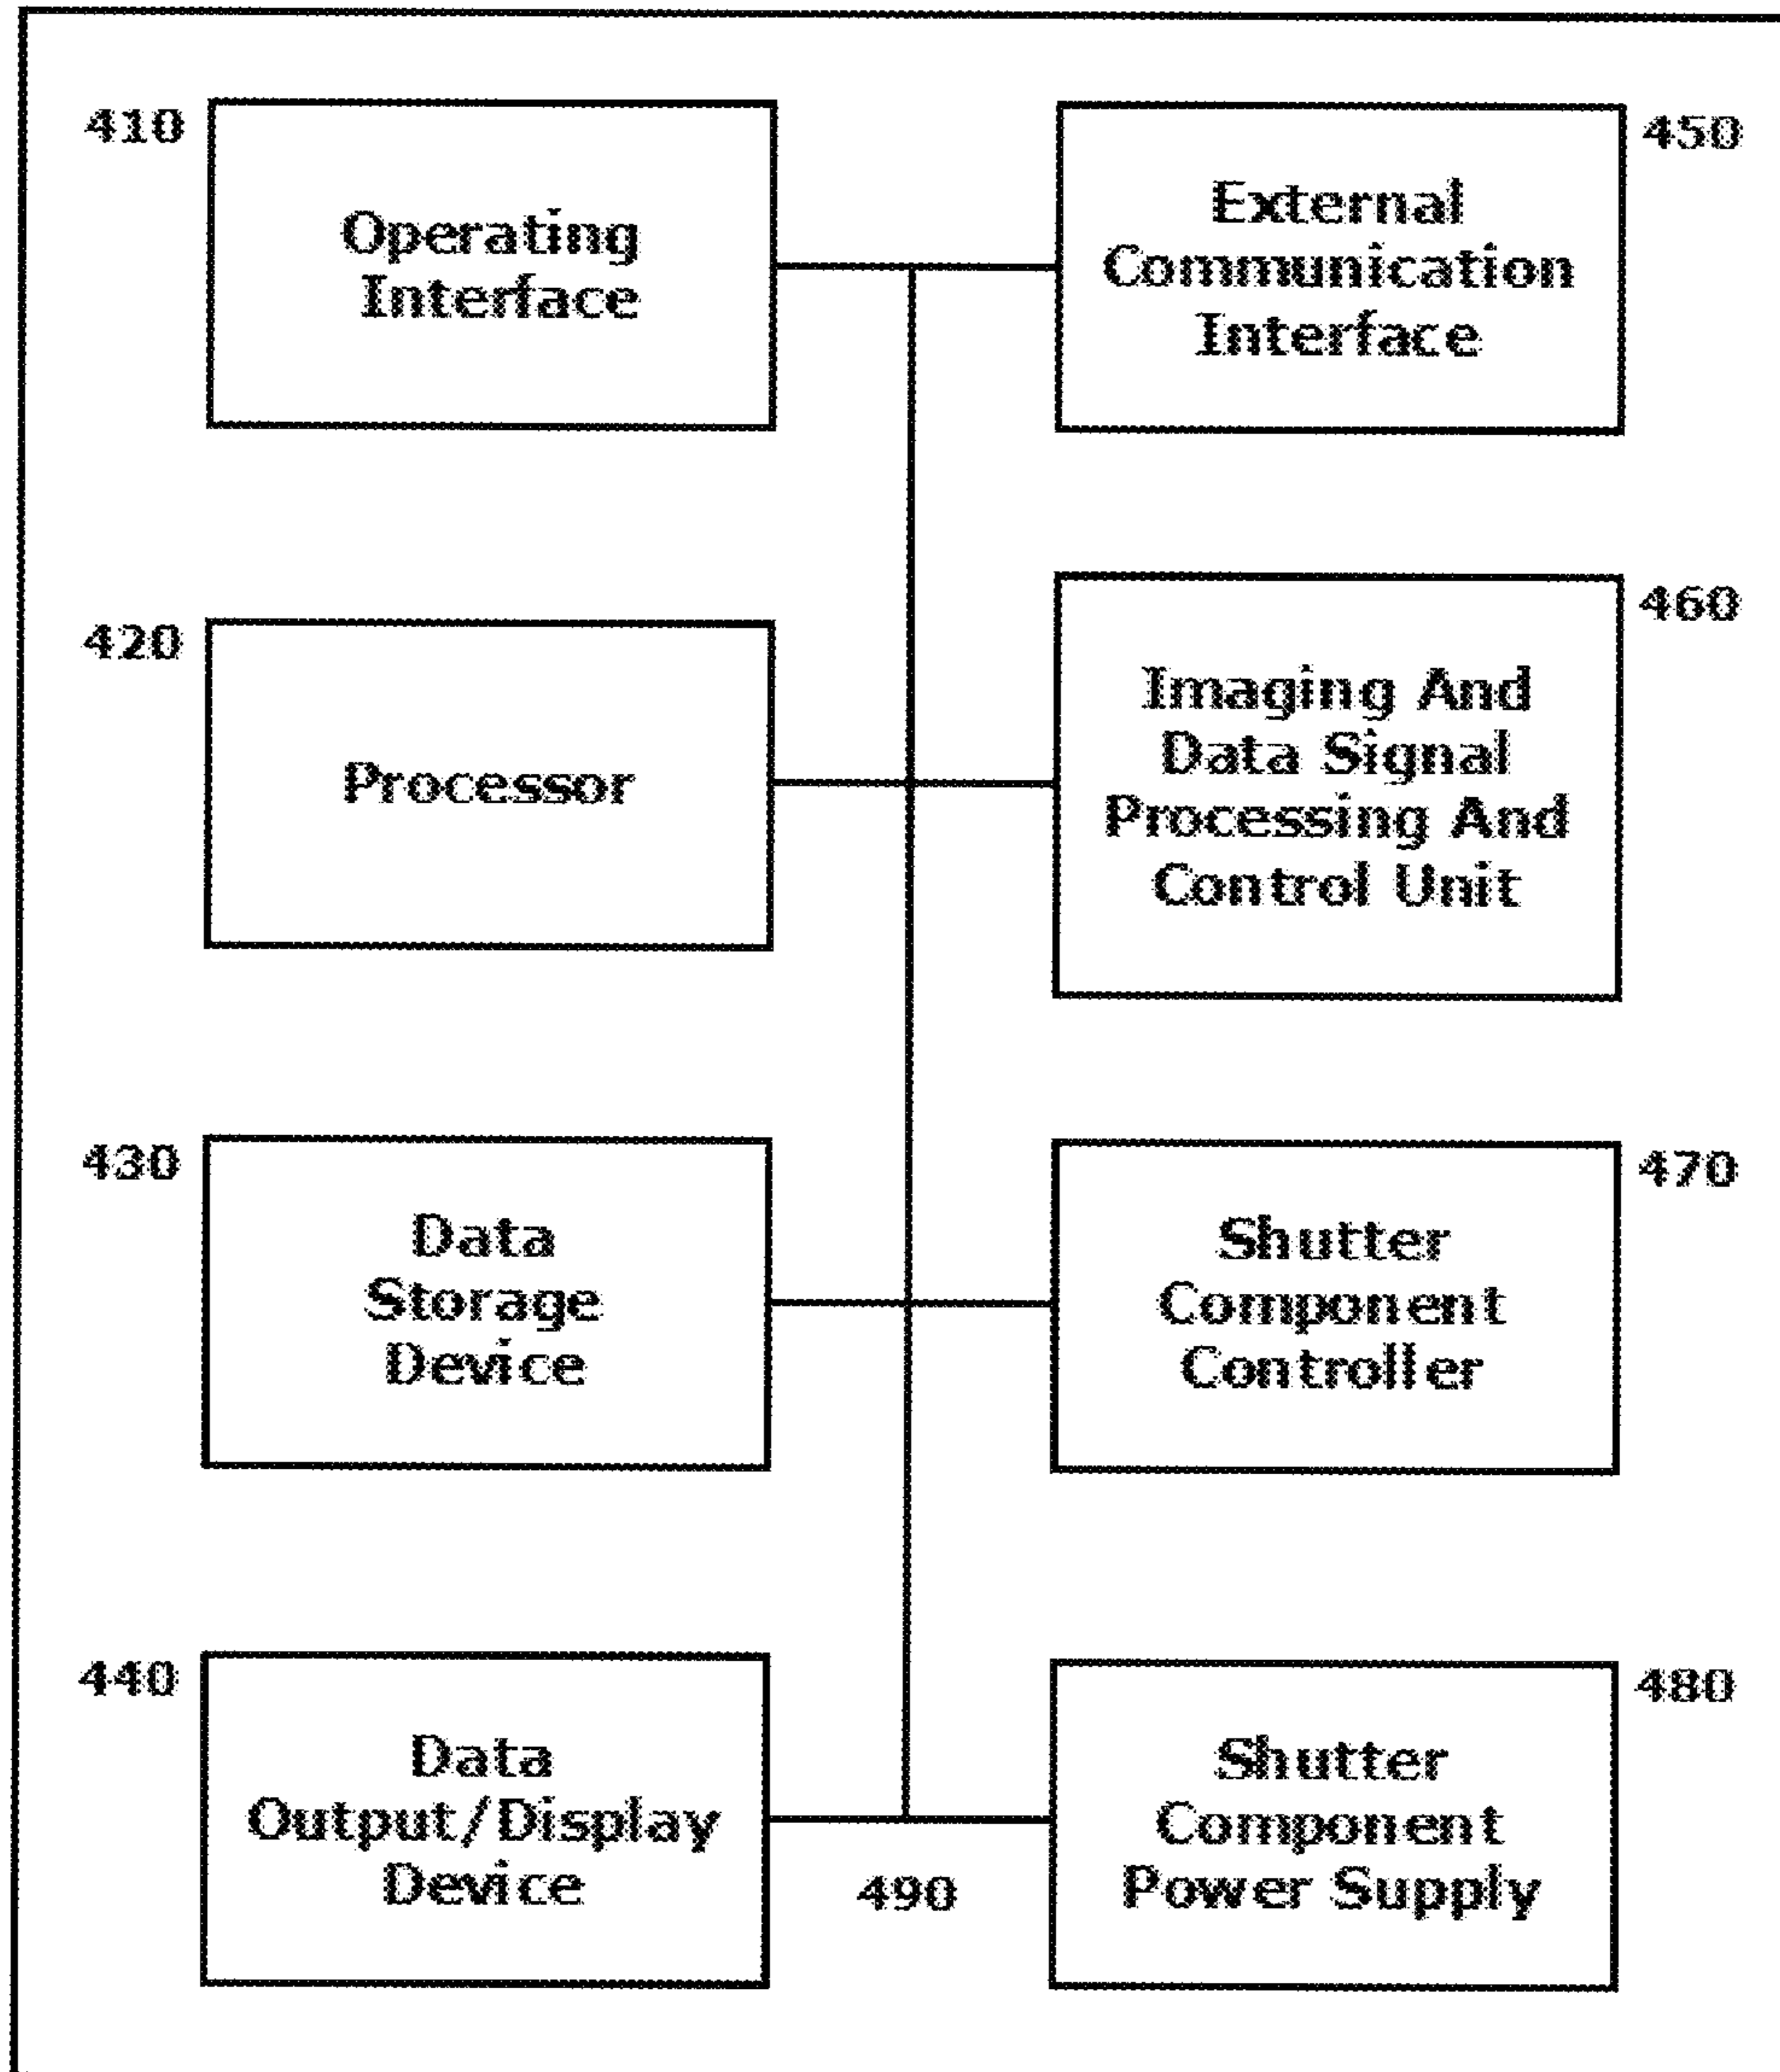 410
Operating
Interface
450
External
Communication
Interface
420
Processor
460
Imaging And
Data Signal
Processing And
Control Unit
430
Data
Storage
Device
470
Shutter
Component
Controller
440
Data
Output/Display
Device
490
480
Shutter
Component
Power Supply